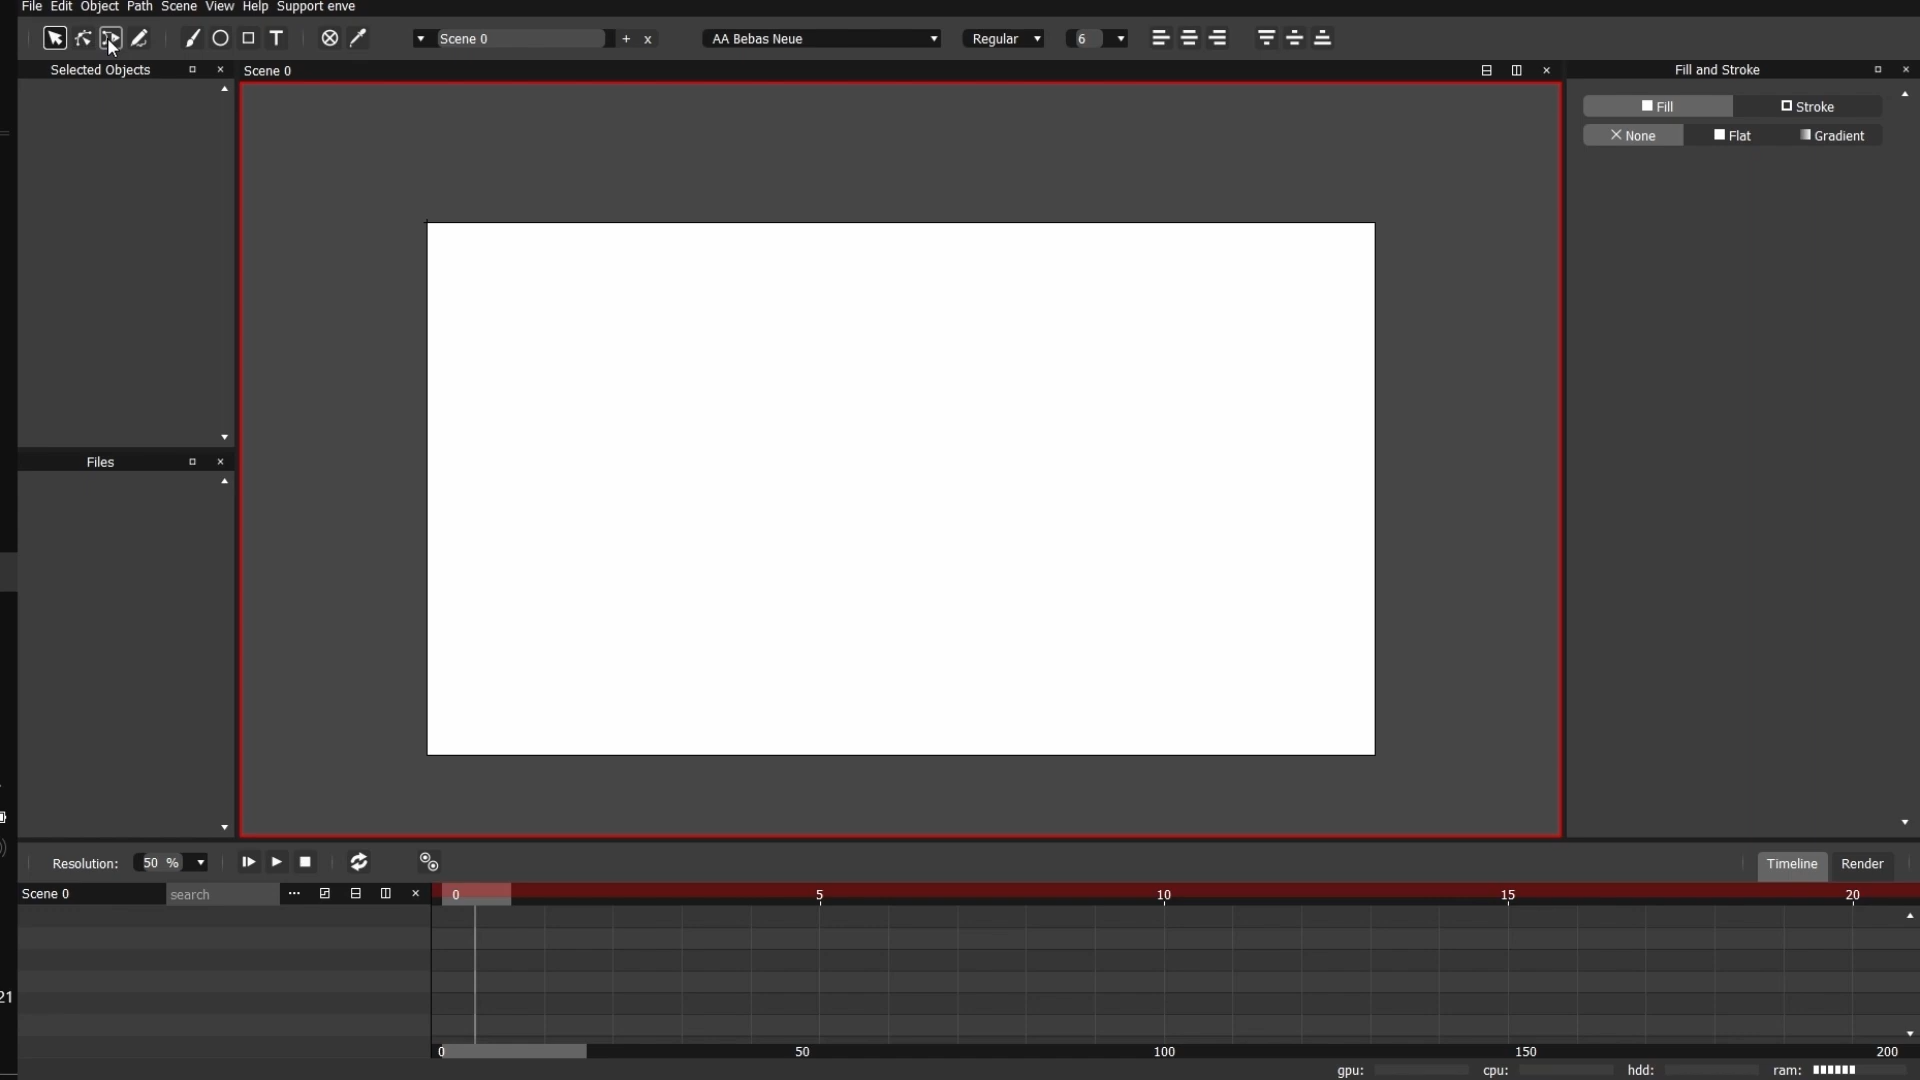 File Edit Object Path Scene View Help Support enve
Scene 0 + x AA Bebas Neue Regular 6
Selected Objects
Scene 0
Fill and Stroke
Fill Stroke
None Flat Gradient
Files
Resolution: 50 %
Timeline Render
Scene 0 search
0 5 10 15 20
21
0 50 100 150 200
gpu: cpu: hdd: ram: